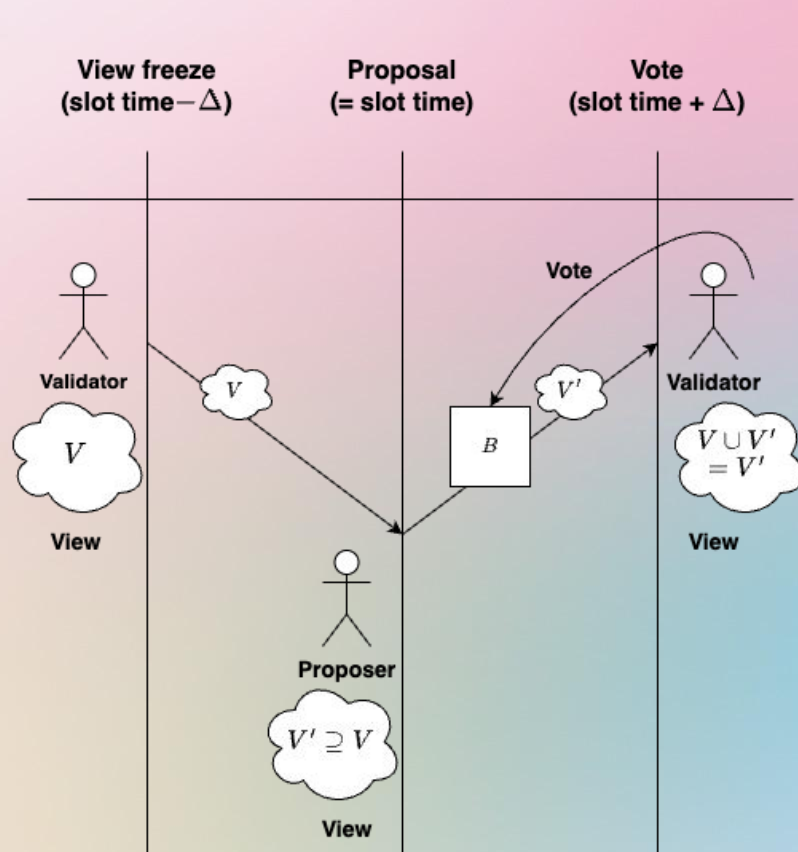 View freeze
(slot time−Δ)
Proposal
(= slot time)
Vote
(slot time + Δ)
Vote
Validator
V
View
V
B
V′
Validator
V ∪ V′
= V′
View
Proposer
V′ ⊇ V
View